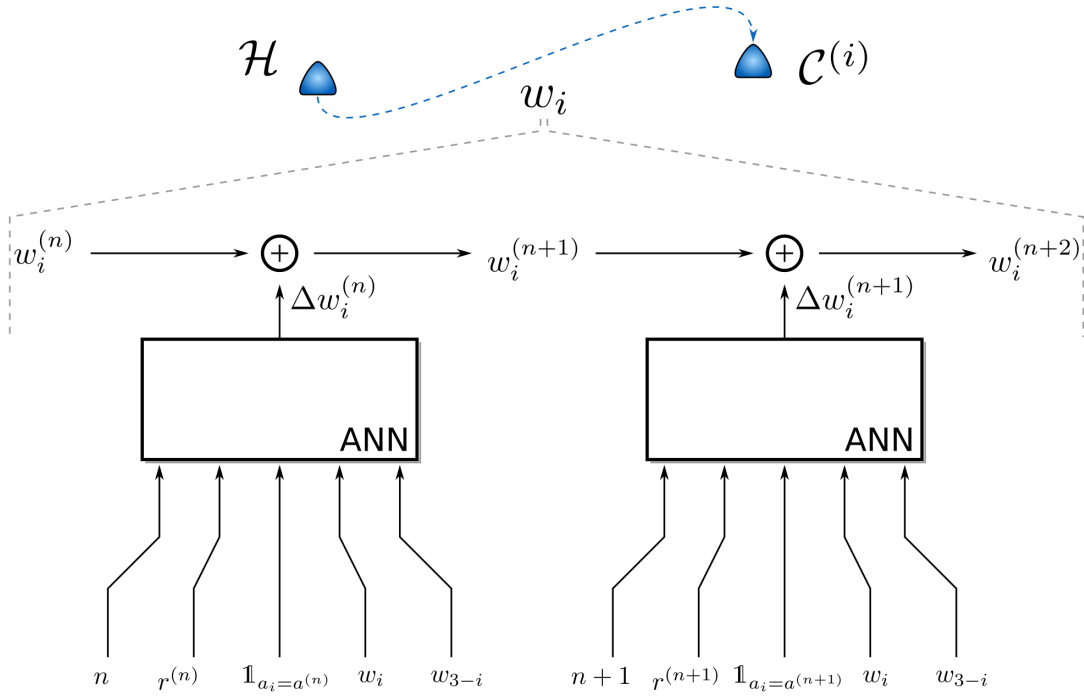 ℋ 𝒞^{(i)}
w_i
w_i^{(n)} + w_i^{(n+1)} + w_i^{(n+2)}
Δw_i^{(n)} Δw_i^{(n+1)}
ANN ANN
n r^{(n)} 𝟙_{a_i=a^{(n)}} w_i w_{3−i} n + 1 r^{(n+1)} 𝟙_{a_i=a^{(n+1)}} w_i w_{3−i}